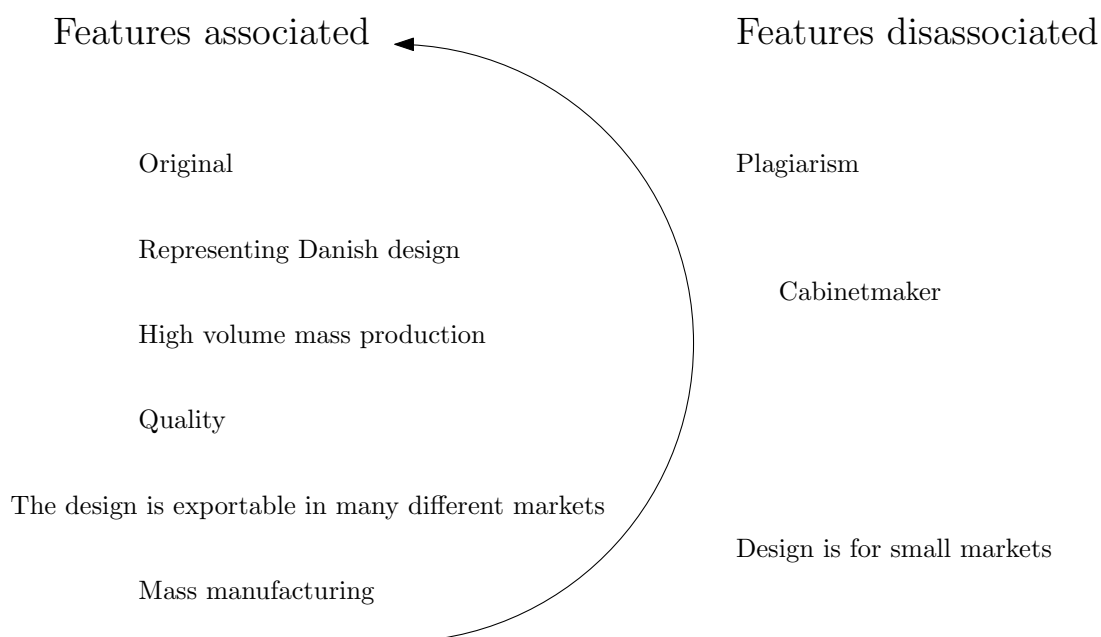 Features associated
Features disassociated
Original
Plagiarism
Representing Danish design
Cabinetmaker
High volume mass production
Quality
The design is exportable in many different markets
Design is for small markets
Mass manufacturing